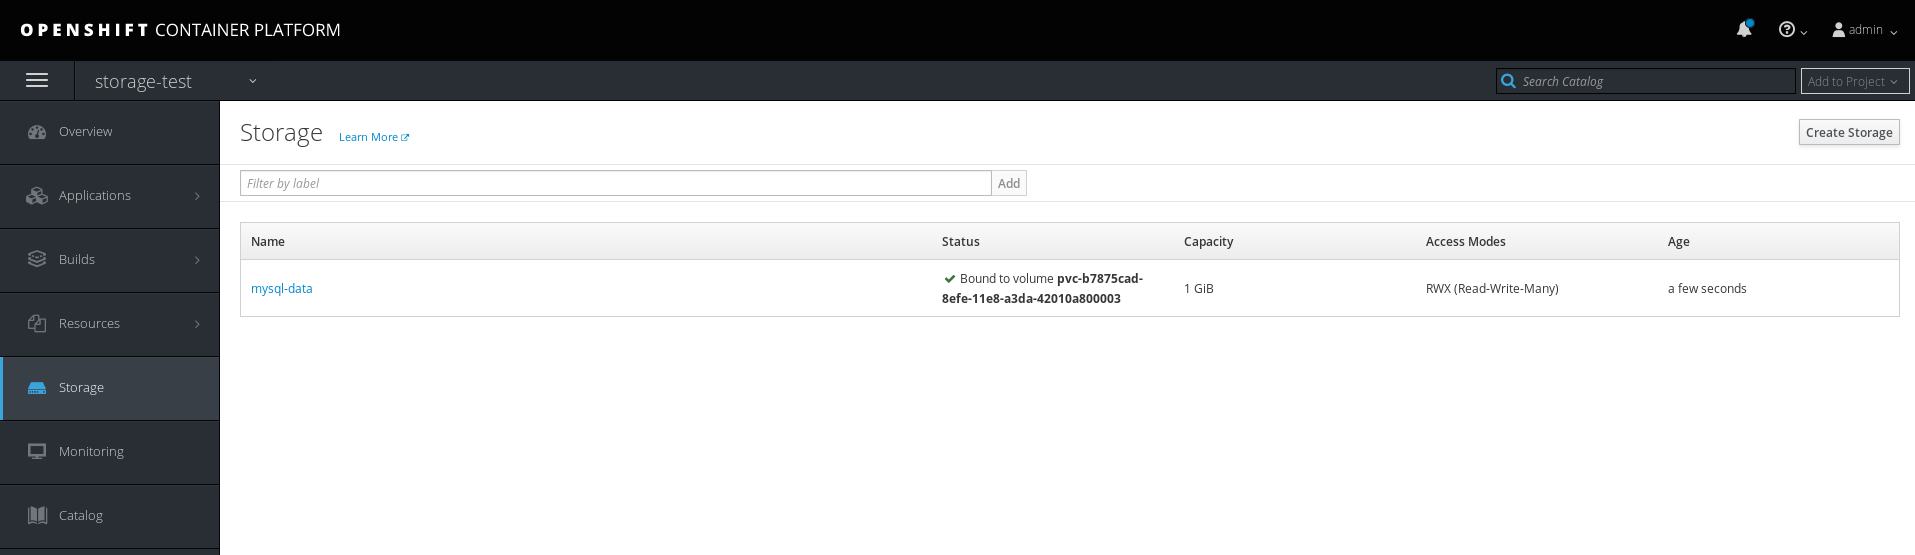 OPENSHIFT CONTAINER PLATFORM
admin
storage-test
Search Catalog
Add to Project
Overview
Applications
Builds
Resources
Storage
Monitoring
Catalog
Storage Learn More
Create Storage
Filter by label Add
Name Status Capacity Access Modes Age
mysql-data
Bound to volume pvc-b7875cad-
8efe-11e8-a3da-42010a800003
1 GiB
RWX (Read-Write-Many)
a few seconds